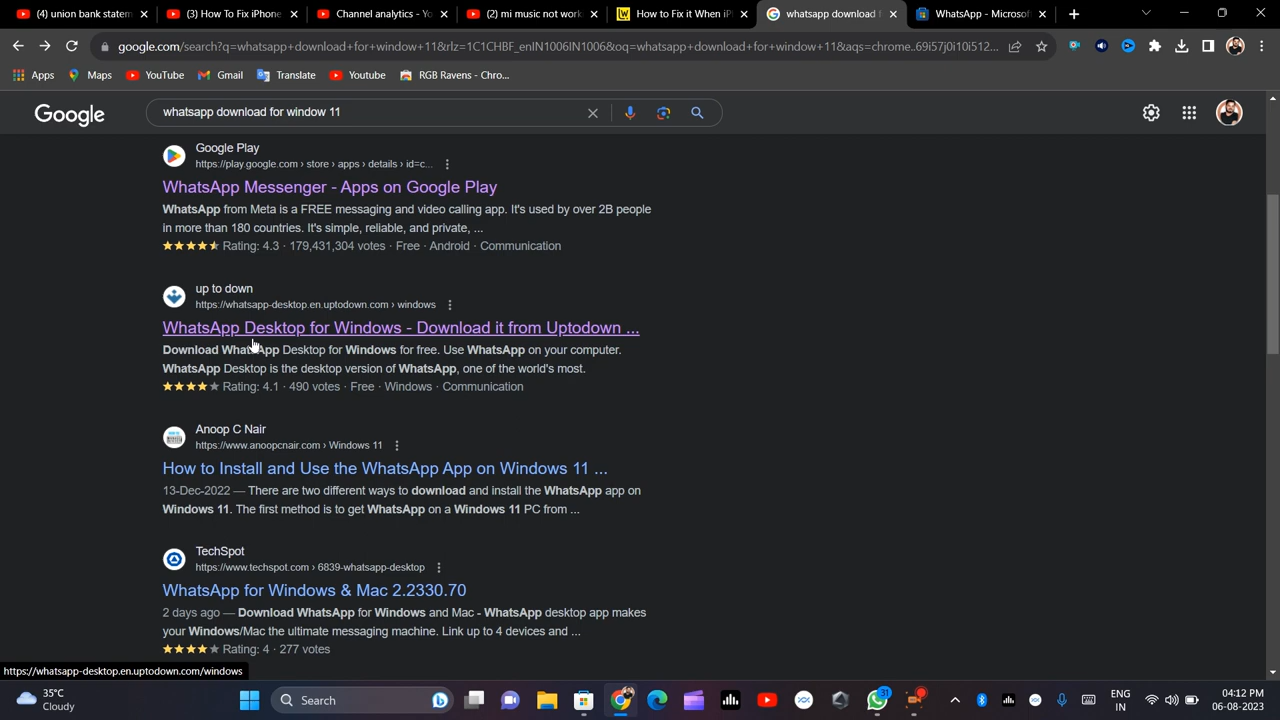 (4) union bank statem
(3) How To Fix iPhone
Channel analytics - Yo
(2) mi music not work
How to Fix it When iPh
whatsapp download f
WhatsApp - Microsoft
google.com/search?q=whatsapp+download+for+window+11&rlz=1C1CHBF_enIN1006IN1006&oq=whatsapp+download+for+window+11&aqs=chrome..69i57j0i10i512...
Apps
Maps
YouTube
Gmail
Translate
Youtube
RGB Ravens - Chro...
Google
whatsapp download for window 11
Google Play
https://play.google.com › store › apps › details › id=c...
WhatsApp Messenger - Apps on Google Play
WhatsApp from Meta is a FREE messaging and video calling app. It's used by over 2B people
in more than 180 countries. It's simple, reliable, and private, ...
Rating: 4.3 · 179,431,304 votes · Free · Android · Communication
up to down
https://whatsapp-desktop.en.uptodown.com › windows
WhatsApp Desktop for Windows - Download it from Uptodown ...
Download WhatsApp Desktop for Windows for free. Use WhatsApp on your computer.
WhatsApp Desktop is the desktop version of WhatsApp, one of the world's most.
Rating: 4.1 · 490 votes · Free · Windows · Communication
Anoop C Nair
https://www.anoopcnair.com › Windows 11
How to Install and Use the WhatsApp App on Windows 11 ...
13-Dec-2022 — There are two different ways to download and install the WhatsApp app on
Windows 11. The first method is to get WhatsApp on a Windows 11 PC from ...
TechSpot
https://www.techspot.com › 6839-whatsapp-desktop
WhatsApp for Windows & Mac 2.2330.70
2 days ago — Download WhatsApp for Windows and Mac - WhatsApp desktop app makes
your Windows/Mac the ultimate messaging machine. Link up to 4 devices and ...
Rating: 4 · 277 votes
https://whatsapp-desktop.en.uptodown.com/windows
35°C
Cloudy
Search
31
ENG
IN
04:12 PM
06-08-2023